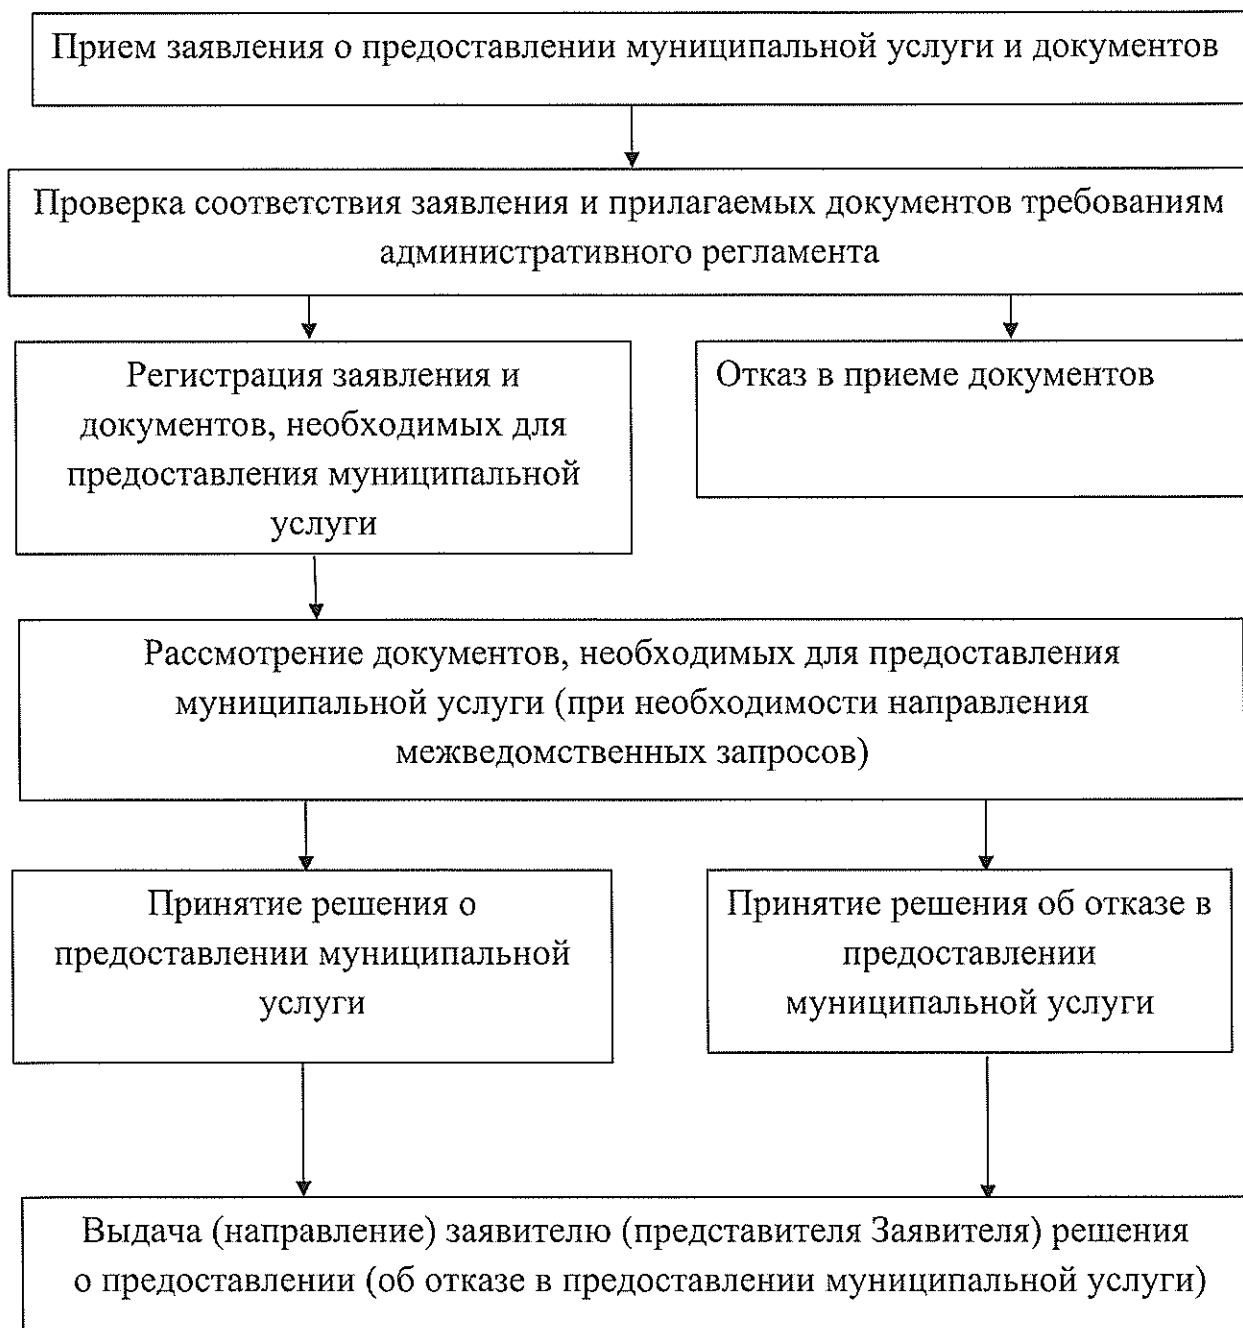 Прием заявления о предоставлении муниципальной услуги и документов
Проверка соответствия заявления и прилагаемых документов требованиям
административного регламента
Регистрация заявления и
документов, необходимых для
предоставления муниципальной
услуги
Отказ в приеме документов
Рассмотрение документов, необходимых для предоставления
муниципальной услуги (при необходимости направления
межведомственных запросов)
Принятие решения о
предоставлении муниципальной
услуги
Принятие решения об отказе в
предоставлении
муниципальной услуги
Выдача (направление) заявителю (представителя Заявителя) решения
о предоставлении (об отказе в предоставлении муниципальной услуги)